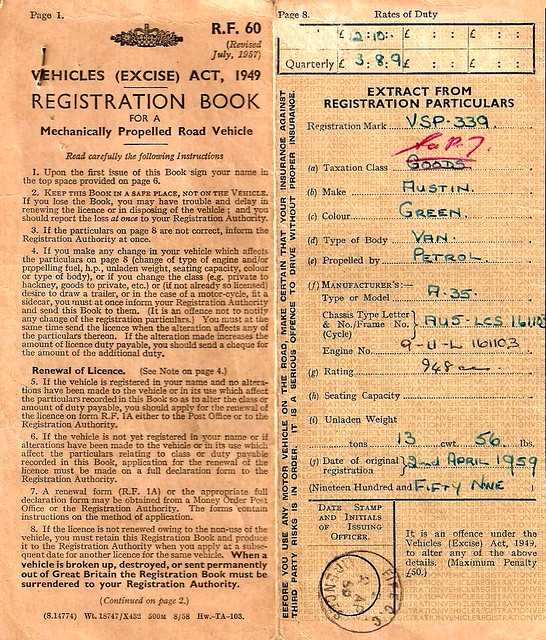 Page 1.
R.F. 60
(Revised
July, 1957)
VEHICLES (EXCISE) ACT, 1949
REGISTRATION BOOK
FOR A
Mechanically Propelled Road Vehicle
Read carefully the following Instructions
1. Upon the first issue of this Book sign your name in
the top space provided on page 6.
2. KEEP THIS BOOK IN A SAFE PLACE, NOT ON THE VEHICLE.
If you lose the Book, you may have trouble and delay in
renewing the licence or in disposing of the vehicle; and you
should report the loss at once to your Registration Authority.
3. If the particulars on page 8 are not correct, inform the
Registration Authority at once.
4. If you make any change in your vehicle which affects
the particulars on page 8 (change of type of engine and/or
propelling fuel, h.p., unladen weight, seating capacity, colour
or type of body), or if you change the class (e.g. private to
hackney, goods to private, etc.) or (if not already so licensed)
desire to draw a trailer, or in the case of a motor-cycle, fit a
sidecar, you must at once inform your Registration Authority
and send this Book to them. (It is an offence not to notify
any change of the registration particulars.) You must at the
same time send the licence when the alteration affects any of
the particulars thereon. If the alteration made increases the
amount of licence duty payable, you should send a cheque for
the amount of the additional duty.
Renewal of Licence. (See Note on page 4.)
5. If the vehicle is registered in your name and no altera-
tions have been made to the vehicle or in its use which affect
the particulars recorded in this Book so as to alter the class or
amount of duty payable, you should apply for the renewal of
the licence on form R.F. 1A either to the Post Office or to the
Registration Authority.
6. If the vehicle is not yet registered in your name or if
alterations have been made to the vehicle or in its use which
affect the particulars relating to class or duty payable
recorded in this Book, application for the renewal of the
licence must be made on a full declaration form to the
Registration Authority.
7. A renewal form (R.F. 1A) or the appropriate full
declaration form may be obtained from a Money Order Post
Office or the Registration Authority. The forms contain
instructions on the method of application.
8. If the licence is not renewed owing to the non-use of the
vehicle, you must retain this Registration Book and produce
it to the Registration Authority when you apply at a subse-
quent date for another licence for the same vehicle. When a
vehicle is broken up, destroyed, or sent permanently
out of Great Britain the Registration Book must be
surrendered to your Registration Authority.
(Continued on page 2.)
(S.14774) Wt. 18747/X2432 500M 8/58 Hw.-TA-103.
BEFORE YOU USE ANY MOTOR VEHICLE ON THE ROAD, MAKE CERTAIN THAT YOUR INSURANCE AGAINST
THIRD PARTY RISKS IS IN ORDER. IT IS A SERIOUS OFFENCE TO DRIVE WITHOUT PROPER INSURANCE.
Page 8. Rates of Duty
£ 12:10:- £ : : £ : :
Quarterly £ 3:8:9 £ : : £ : :
EXTRACT FROM
REGISTRATION PARTICULARS
Registration Mark VSP-339
(a) Taxation Class GOODS
(b) Make AUSTIN.
(c) Colour GREEN.
(d) Type of Body VAN.
(e) Propelled by PETROL.
(f) MANUFACTURER'S:—
Type or Model A.35.
Chassis Type Letter
& No./Frame No. AU5-LCS 161103
(Cycle)
Engine No. 9-U-L 161103
(g) Rating 948 cc
(h) Seating Capacity
(i) Unladen Weight
tons 13 cwt. 56 lbs.
(j) Date of original
registration 2nd APRIL 1959
(Nineteen Hundred and FIFTY NINE
DATE STAMP
AND INITIALS
OF ISSUING
OFFICER
It is an offence under the
Vehicles (Excise) Act, 1949,
to alter any of the above
details. (Maximum Penalty
£50.)